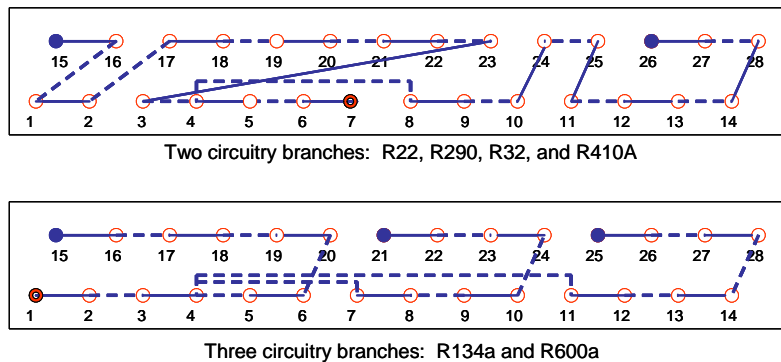 15 16 17 18 19 20 21 22 23 24 25 26 27 28
1 2 3 4 5 6 7 8 9 10 11 12 13 14
Two circuitry branches: R22, R290, R32, and R410A
15 16 17 18 19 20 21 22 23 24 25 26 27 28
1 2 3 4 5 6 7 8 9 10 11 12 13 14
Three circuitry branches: R134a and R600a